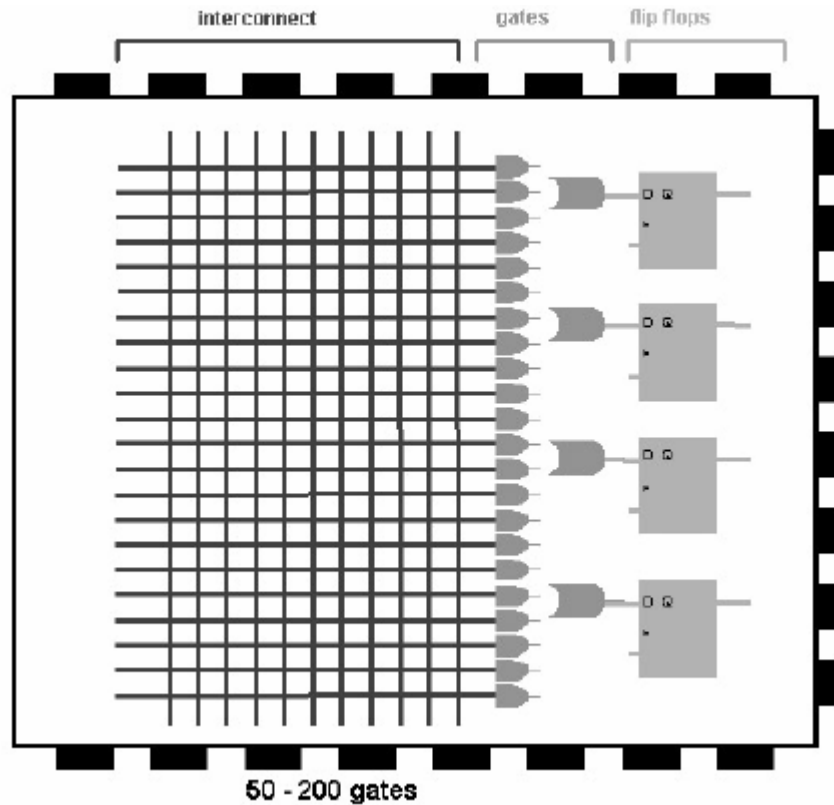 interconnect gates flip flops
D Q
D Q
D Q
D Q
50 - 200 gates